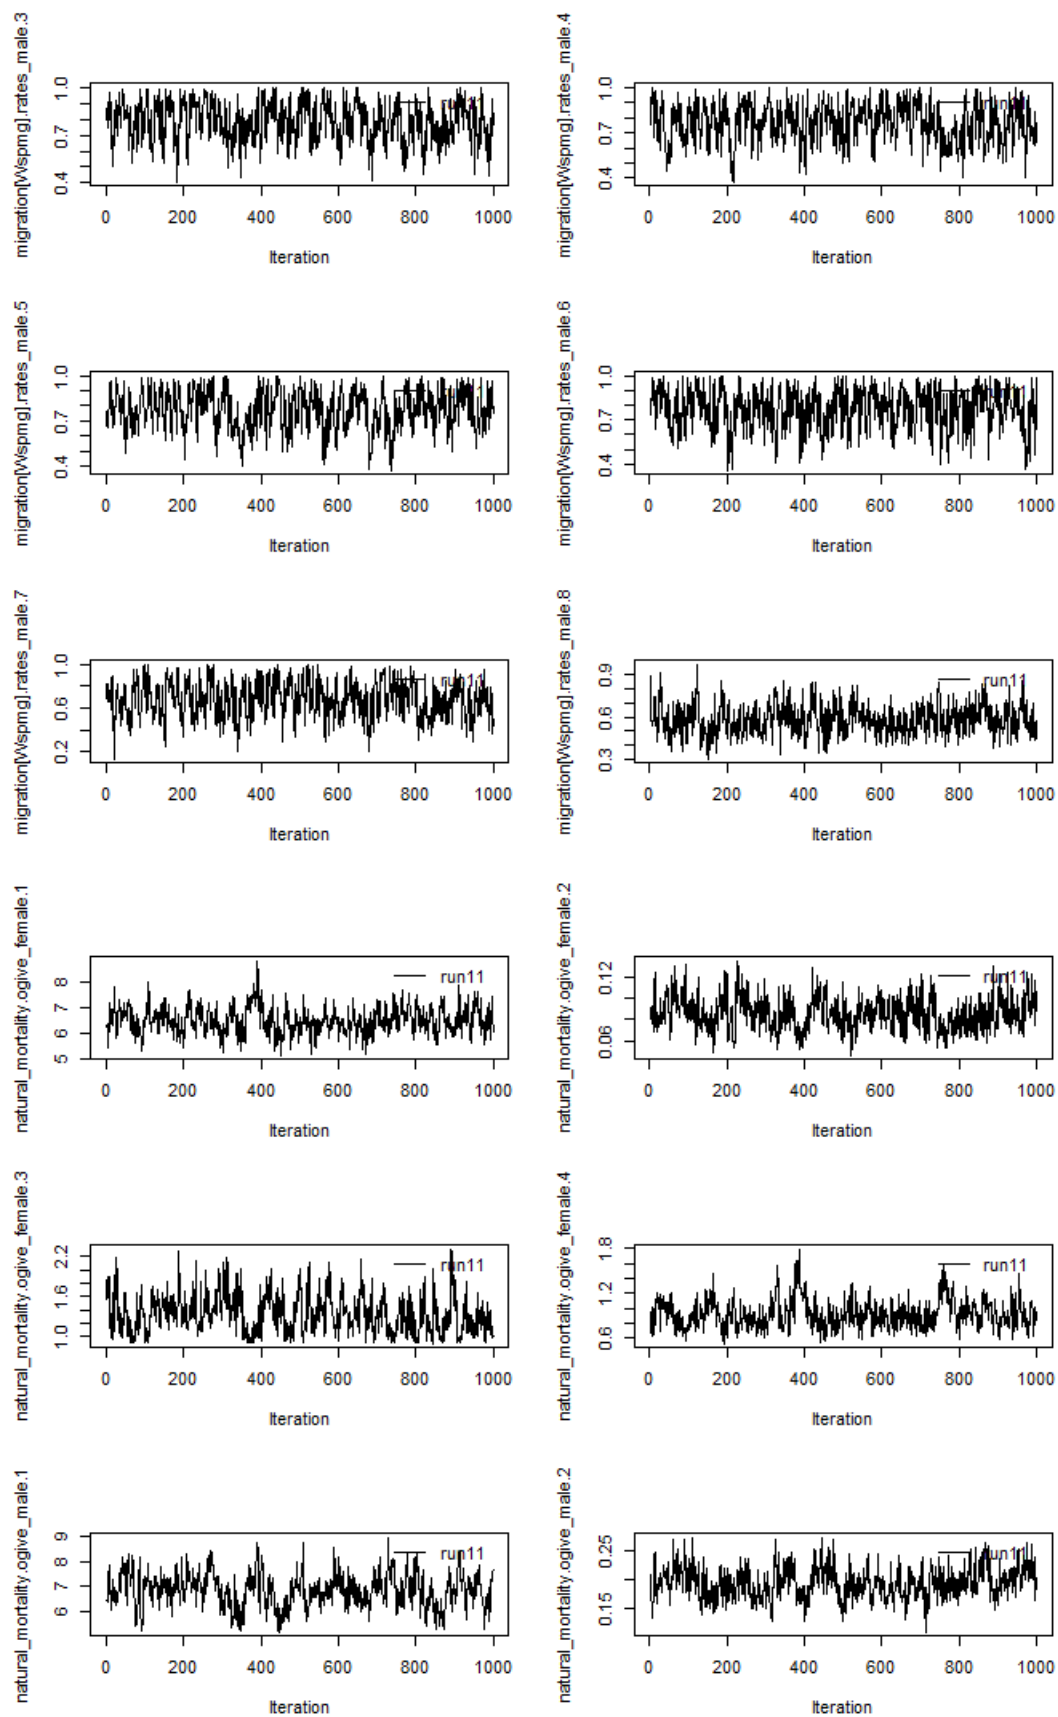 migration[Wspmg].rates_male.3
0.4 0.7 1.0
run11
0 200 400 600 800 1000
Iteration
migration[Wspmg].rates_male.4
0.4 0.7 1.0
run11
0 200 400 600 800 1000
Iteration
migration[Wspmg].rates_male.5
0.4 0.7 1.0
run11
0 200 400 600 800 1000
Iteration
migration[Wspmg].rates_male.6
0.4 0.7 1.0
run11
0 200 400 600 800 1000
Iteration
migration[Wspmg].rates_male.7
0.2 0.6 1.0
run11
0 200 400 600 800 1000
Iteration
migration[Wspmg].rates_male.8
0.3 0.6 0.9
run11
0 200 400 600 800 1000
Iteration
natural_mortality.ogive_female.1
5 6 7 8
run11
0 200 400 600 800 1000
Iteration
natural_mortality.ogive_female.2
0.06 0.12
run11
0 200 400 600 800 1000
Iteration
natural_mortality.ogive_female.3
1.0 1.6 2.2
run11
0 200 400 600 800 1000
Iteration
natural_mortality.ogive_female.4
0.6 1.2 1.8
run11
0 200 400 600 800 1000
Iteration
natural_mortality.ogive_male.1
6 7 8 9
run11
0 200 400 600 800 1000
Iteration
natural_mortality.ogive_male.2
0.15 0.25
run11
0 200 400 600 800 1000
Iteration